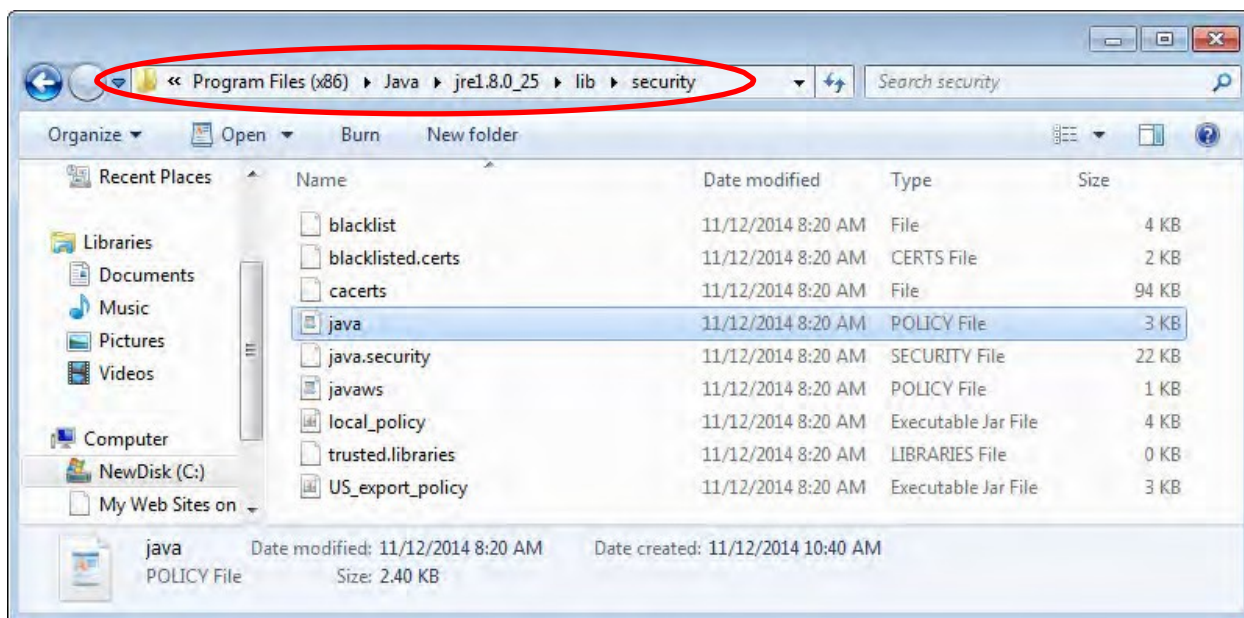 « Program Files (x86) ▸ Java ▸ jre1.8.0_25 ▸ lib ▸ security Search security
Organize Open Burn New folder
Recent Places
Libraries
Documents
Music
Pictures
Videos
Computer
NewDisk (C:)
My Web Sites on
Name Date modified Type Size
blacklist 11/12/2014 8:20 AM File 4 KB
blacklisted.certs 11/12/2014 8:20 AM CERTS File 2 KB
cacerts 11/12/2014 8:20 AM File 94 KB
java 11/12/2014 8:20 AM POLICY File 3 KB
java.security 11/12/2014 8:20 AM SECURITY File 22 KB
javaws 11/12/2014 8:20 AM POLICY File 1 KB
local_policy 11/12/2014 8:20 AM Executable Jar File 4 KB
trusted.libraries 11/12/2014 8:20 AM LIBRARIES File 0 KB
US_export_policy 11/12/2014 8:20 AM Executable Jar File 3 KB
java Date modified: 11/12/2014 8:20 AM Date created: 11/12/2014 10:40 AM
POLICY File Size: 2.40 KB